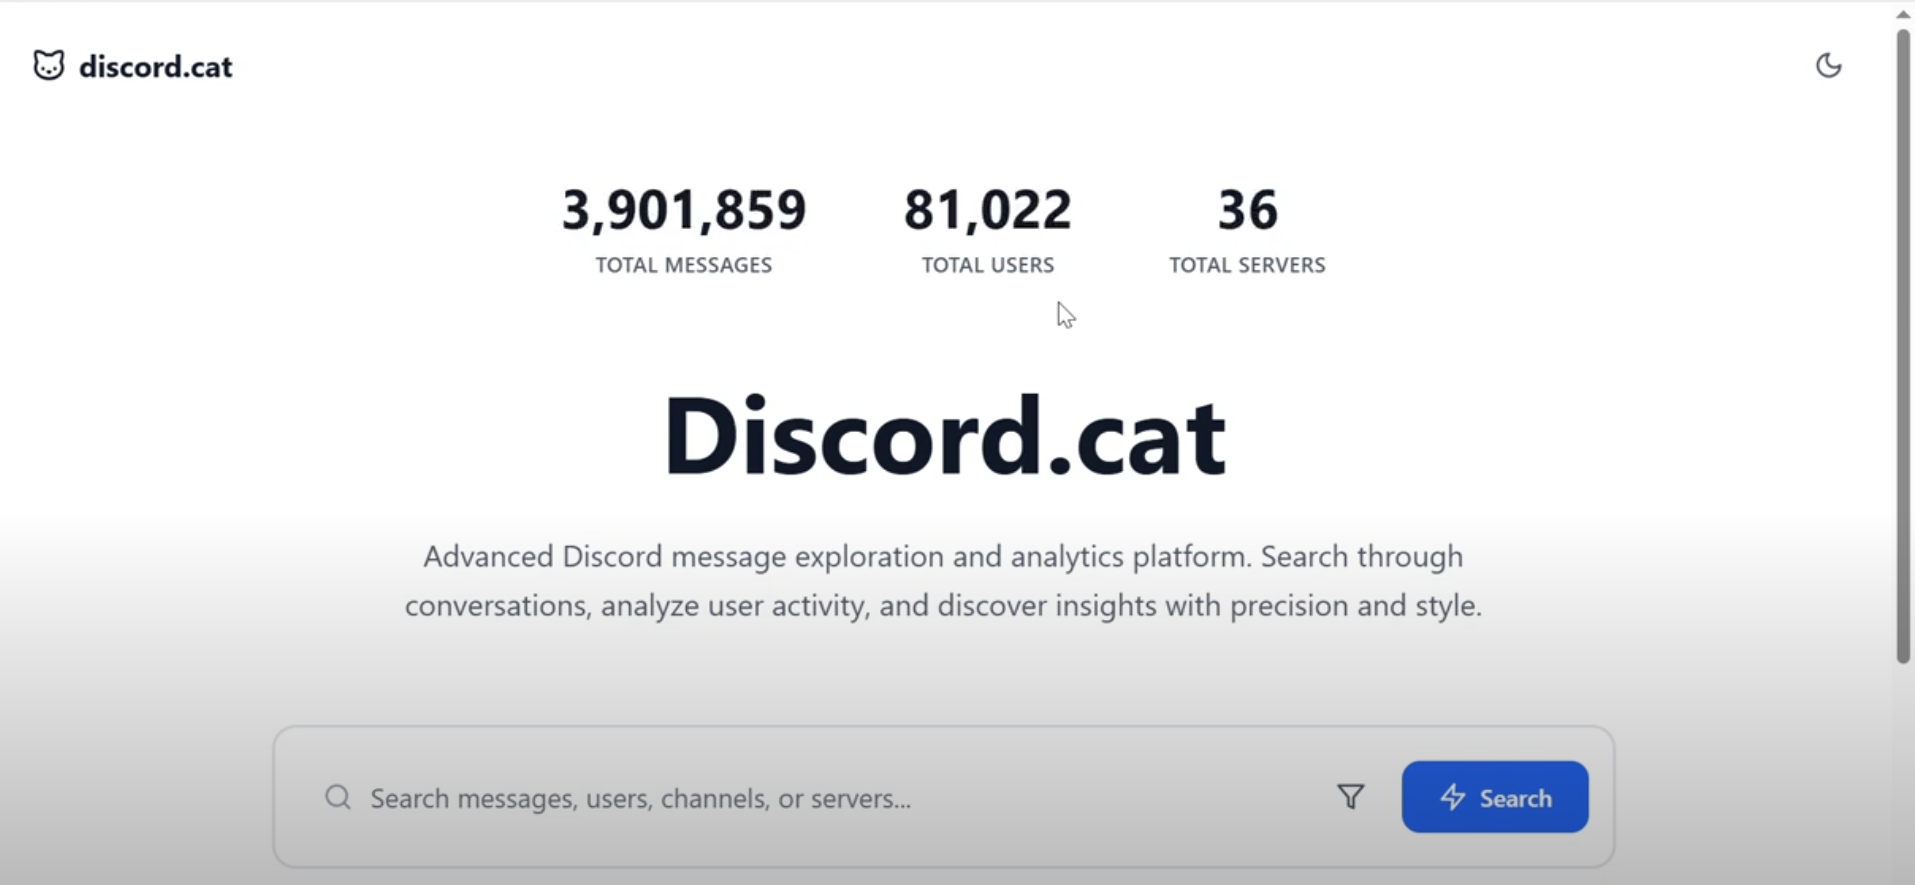 discord.cat
3,901,859
TOTAL MESSAGES
81,022
TOTAL USERS
36
TOTAL SERVERS
Discord.cat
Advanced Discord message exploration and analytics platform. Search through
conversations, analyze user activity, and discover insights with precision and style.
Search messages, users, channels, or servers...
Search